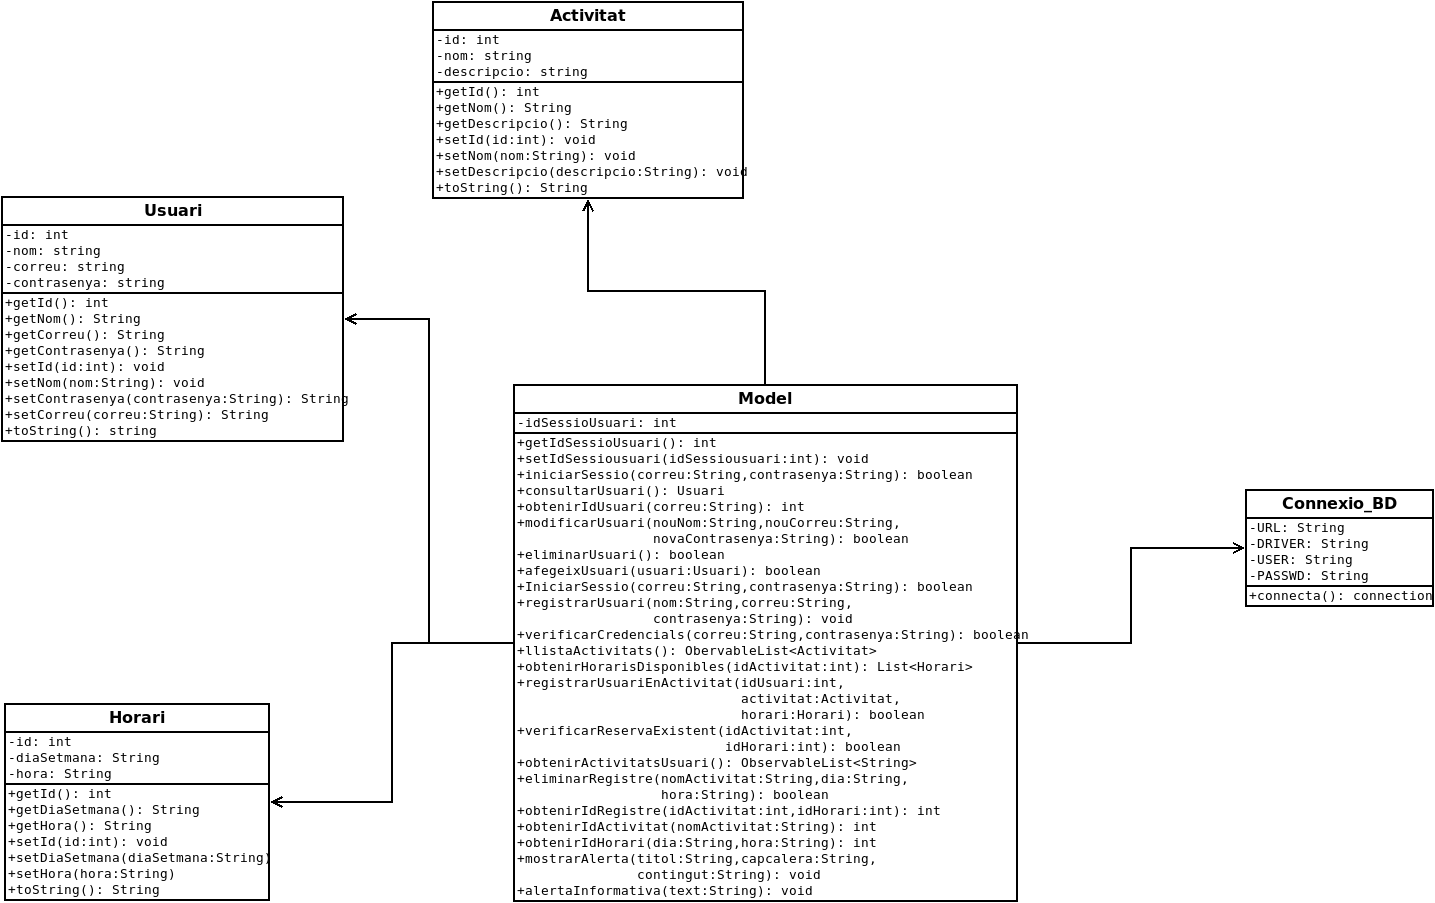 Activitat
-id: int
-nom: string
-descripcio: string
+getId(): int
+getNom(): String
+getDescripcio(): String
+setId(id:int): void
+setNom(nom:String): void
+setDescripcio(descripcio:String): void
+toString(): String
Usuari
-id: int
-nom: string
-correu: string
-contrasenya: string
+getId(): int
+getNom(): String
+getCorreu(): String
+getContrasenya(): String
+setId(id:int): void
+setNom(nom:String): void
+setContrasenya(contrasenya:String): String
+setCorreu(correu:String): String
+toString(): string
Model
-idSessioUsuari: int
+getIdSessioUsuari(): int
+setIdSessiousuari(idSessiousuari:int): void
+iniciarSessio(correu:String,contrasenya:String): boolean
+consultarUsuari(): Usuari
+obtenirIdUsuari(correu:String): int
+modificarUsuari(nouNom:String,nouCorreu:String,
novaContrasenya:String): boolean
+eliminarUsuari(): boolean
+afegeixUsuari(usuari:Usuari): boolean
+IniciarSessio(correu:String,contrasenya:String): boolean
+registrarUsuari(nom:String,correu:String,
contrasenya:String): void
+verificarCredencials(correu:String,contrasenya:String): boolean
+llistaActivitats(): ObervableList<Activitat>
+obtenirHorarisDisponibles(idActivitat:int): List<Horari>
+registrarUsuariEnActivitat(idUsuari:int,
activitat:Activitat,
horari:Horari): boolean
+verificarReservaExistent(idActivitat:int,
idHorari:int): boolean
+obtenirActivitatsUsuari(): ObservableList<String>
+eliminarRegistre(nomActivitat:String,dia:String,
hora:String): boolean
+obtenirIdRegistre(idActivitat:int,idHorari:int): int
+obtenirIdActivitat(nomActivitat:String): int
+obtenirIdHorari(dia:String,hora:String): int
+mostrarAlerta(titol:String,capcalera:String,
contingut:String): void
+alertaInformativa(text:String): void
Connexio_BD
-URL: String
-DRIVER: String
-USER: String
-PASSWD: String
+connecta(): connection
Horari
-id: int
-diaSetmana: String
-hora: String
+getId(): int
+getDiaSetmana(): String
+getHora(): String
+setId(id:int): void
+setDiaSetmana(diaSetmana:String)
+setHora(hora:String)
+toString(): String